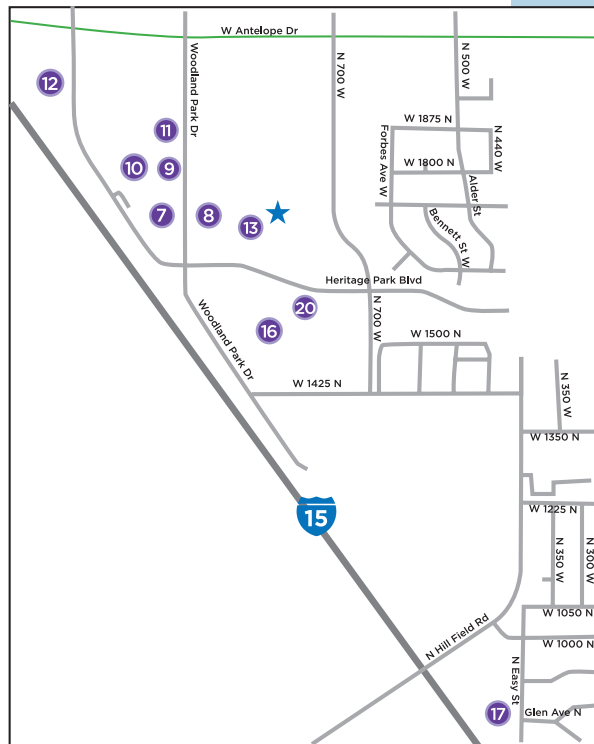 W Antelope Dr
Woodland Park Dr
N 700 W
N 500 W
12
11
10
9
7
8
13
W 1875 N
N 440 W
Forbes Ave W
W 1800 N
Alder St
Bennett St W
Heritage Park Blvd
20
16
N 700 W
Woodland Park Dr
W 1500 N
W 1425 N
N 350 W
W 1350 N
15
W 1225 N
N 350 W
N 300 W
W 1050 N
W 1000 N
N Hill Field Rd
N Easy St
17
Glen Ave N